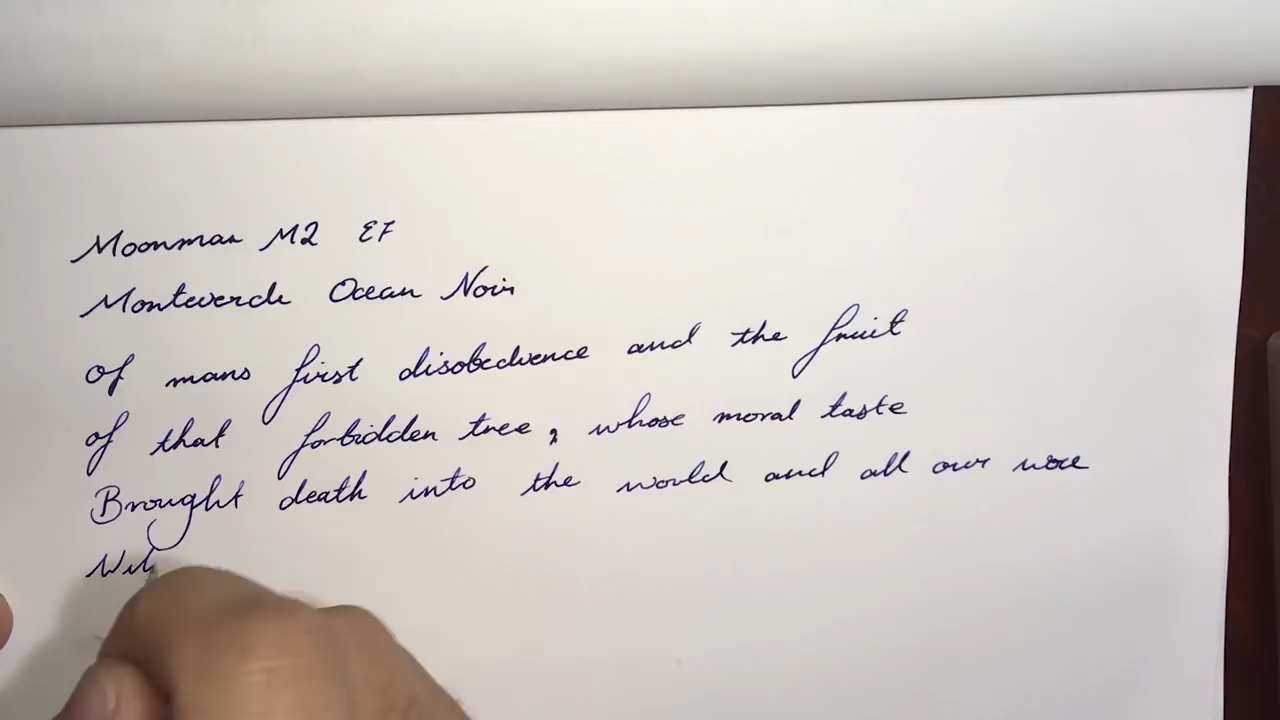 Moonman M2 EF
Monteverde Ocean Noir
Of mans first disobedience and the fruit
of that forbidden tree, whose moral taste
Brought death into the world and all our woe
Wit